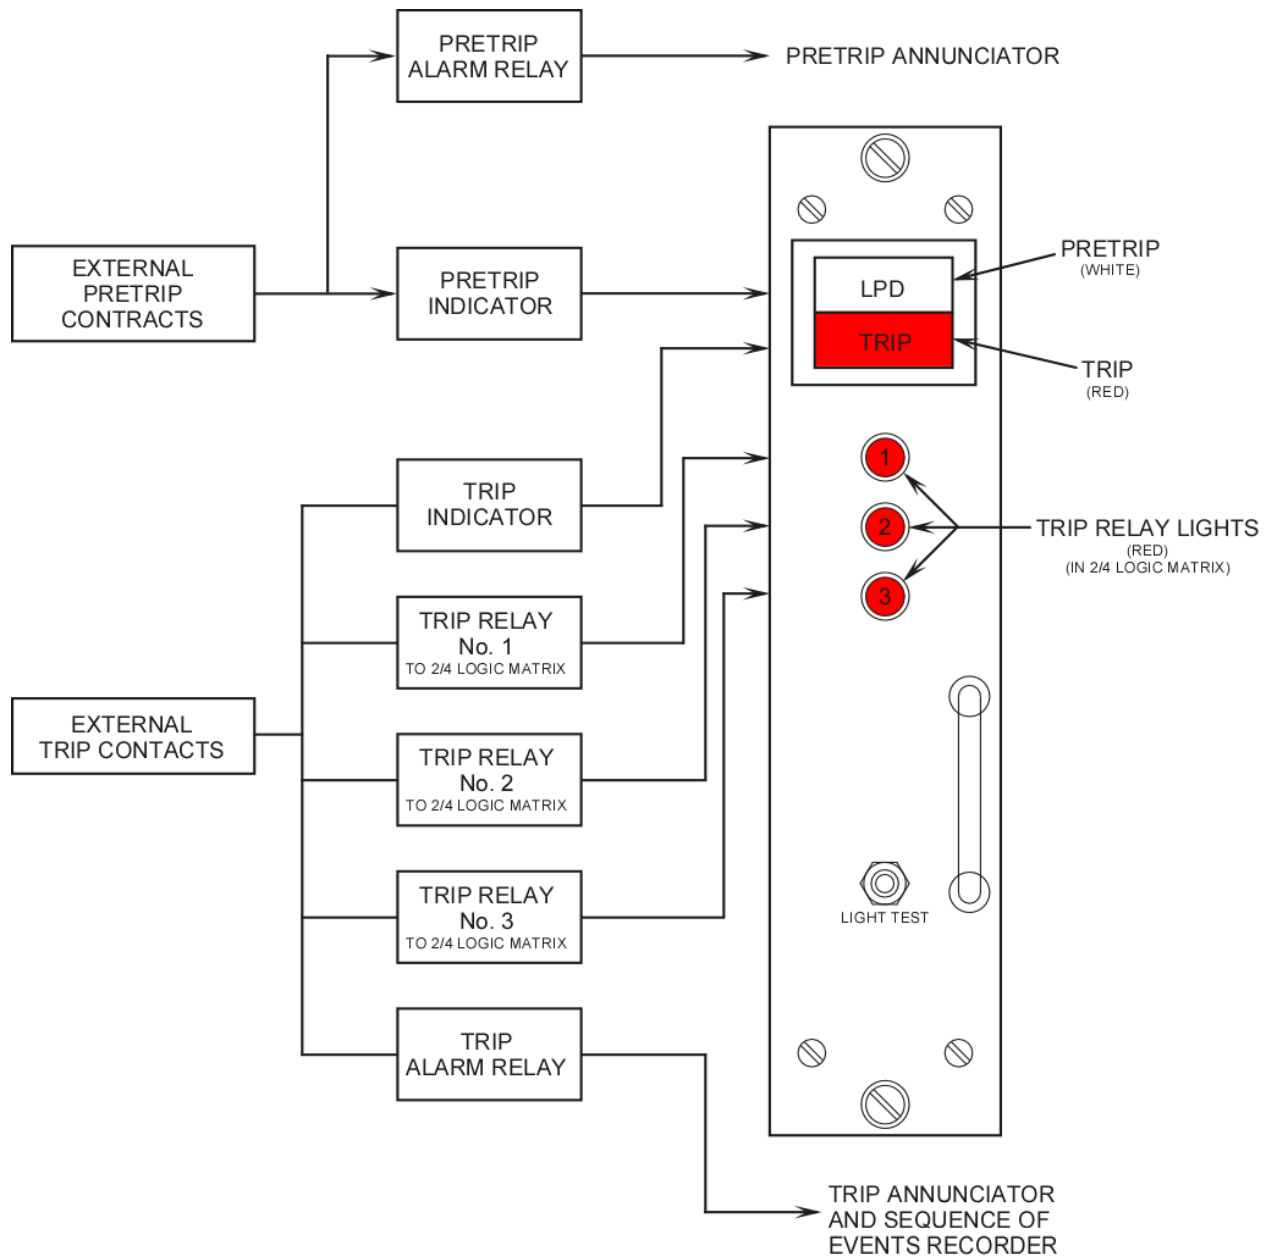 PRETRIP
ALARM RELAY
PRETRIP ANNUNCIATOR
EXTERNAL
PRETRIP
CONTRACTS
PRETRIP
INDICATOR
LPD
TRIP
PRETRIP
(WHITE)
TRIP
(RED)
TRIP
INDICATOR
1
2
3
TRIP RELAY LIGHTS
(RED)
(IN 2/4 LOGIC MATRIX)
TRIP RELAY
No. 1
TO 2/4 LOGIC MATRIX
EXTERNAL
TRIP CONTACTS
TRIP RELAY
No. 2
TO 2/4 LOGIC MATRIX
TRIP RELAY
No. 3
TO 2/4 LOGIC MATRIX
LIGHT TEST
TRIP
ALARM RELAY
TRIP ANNUNCIATOR
AND SEQUENCE OF
EVENTS RECORDER